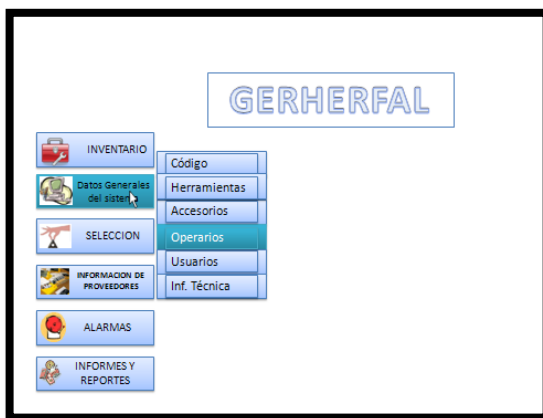 GERHERFAL
INVENTARIO
Datos Generales
del sistema
SELECCION
INFORMACION DE
PROVEEDORES
ALARMAS
INFORMES Y
REPORTES
Código
Herramientas
Accesorios
Operarios
Usuarios
Inf. Técnica